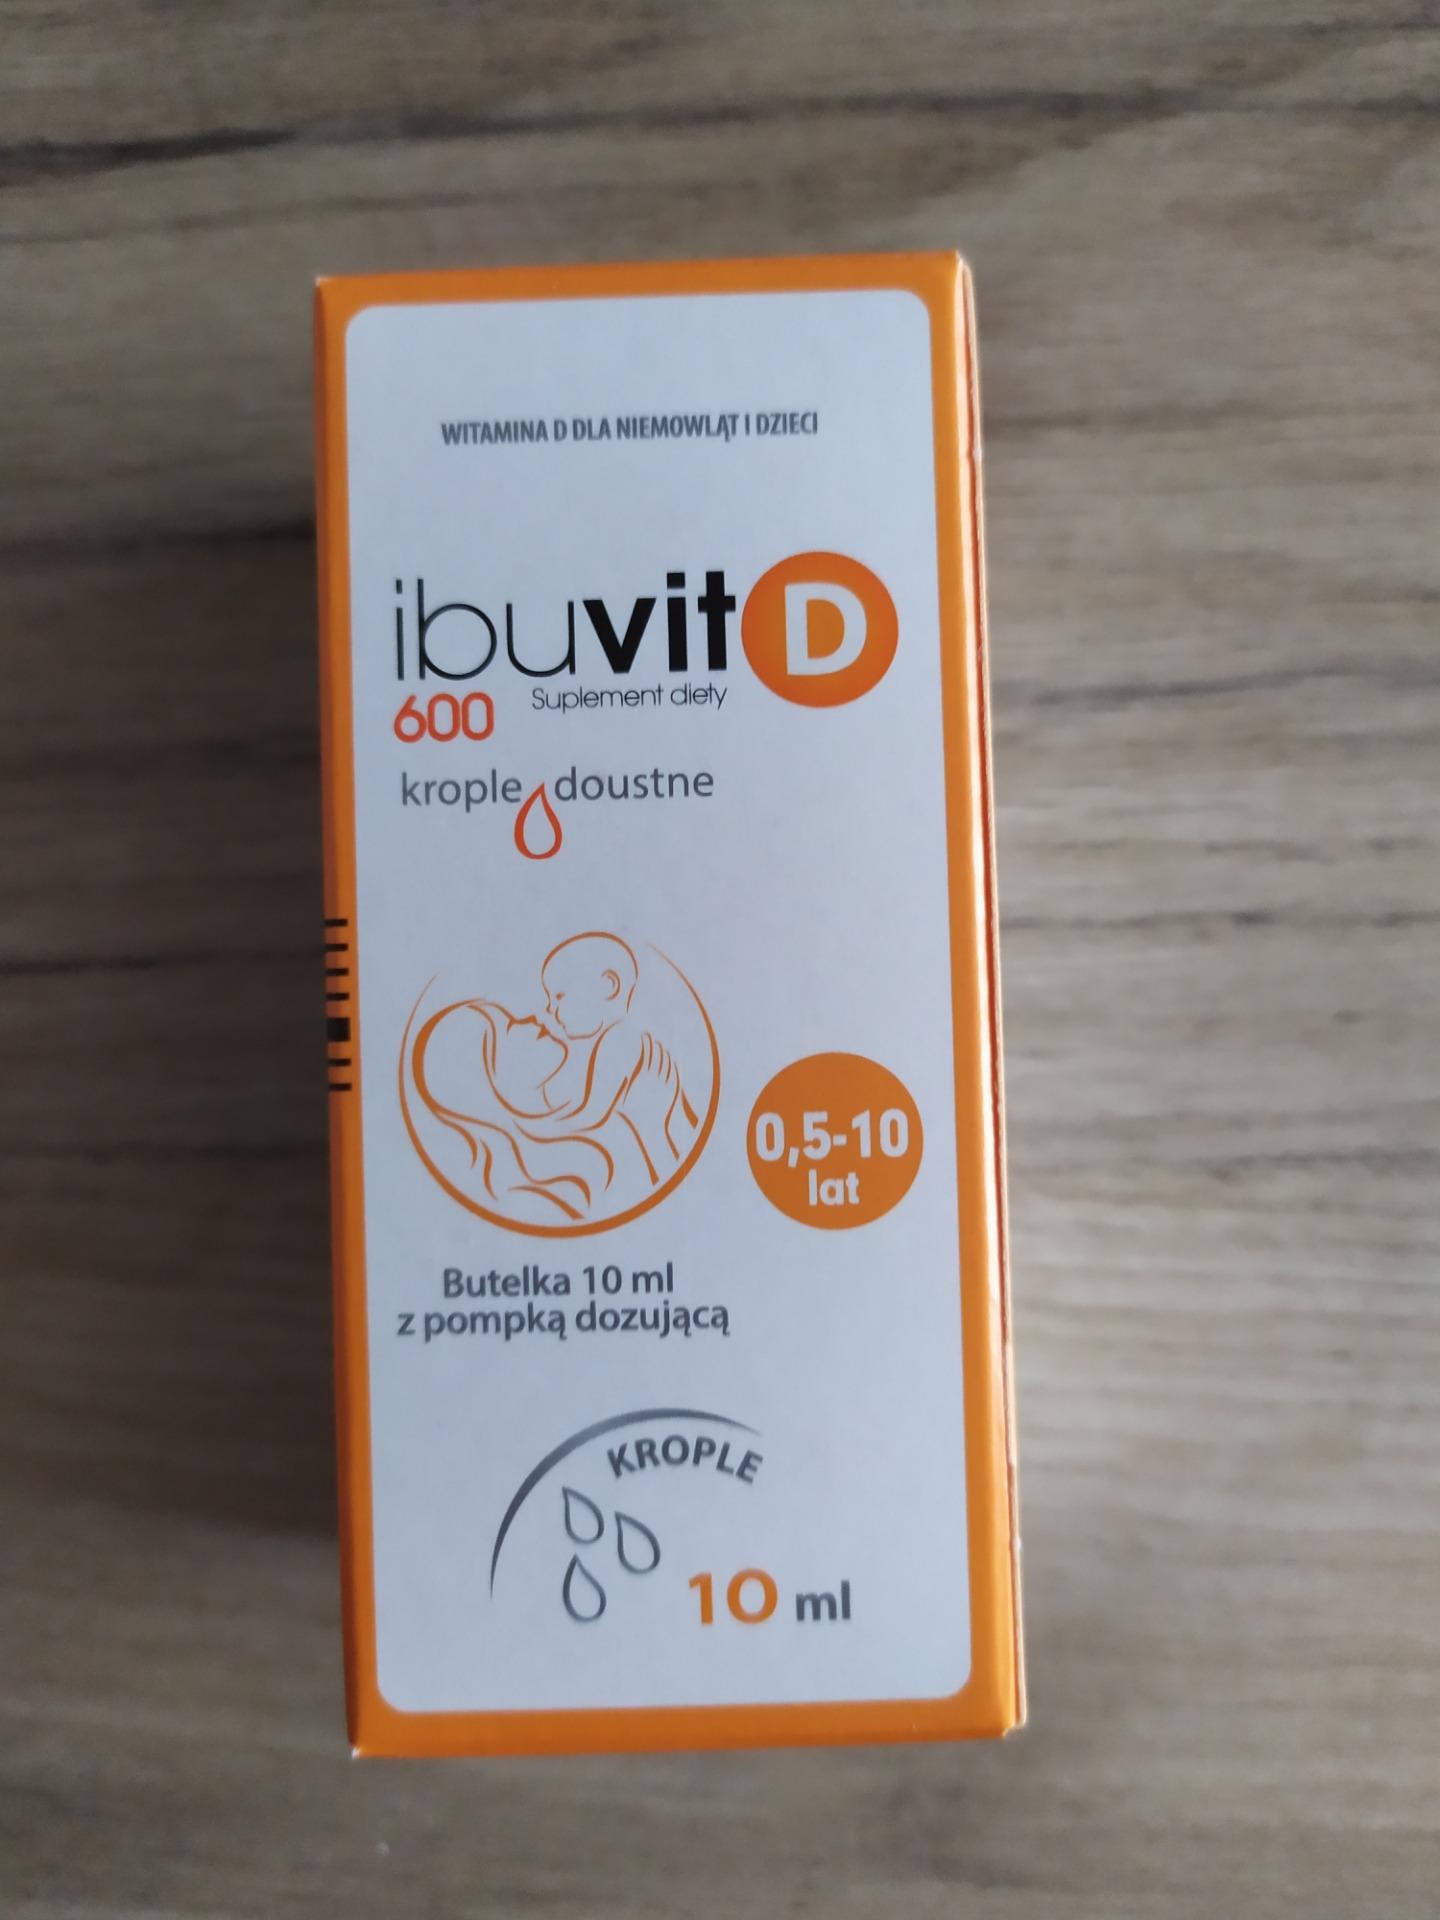 WITAMINA D DLA NIEMOWLĄT I DZIECI
ibuvit D
600 Suplement diety
krople doustne
0,5-10
lat
Butelka 10 ml
z pompką dozującą
KROPLE
10 ml